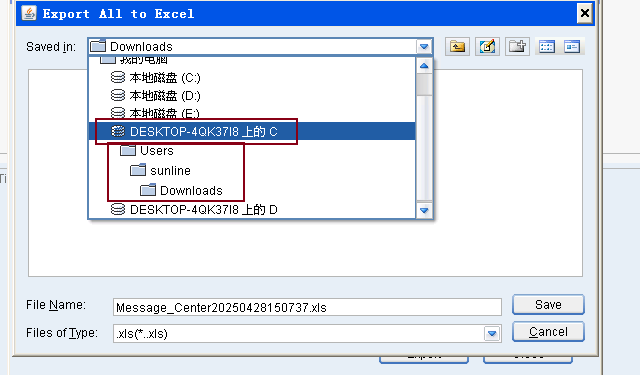 Export All to Excel
Saved in:
Downloads
我的电脑
本地磁盘 (C:)
本地磁盘 (D:)
本地磁盘 (E:)
DESKTOP-4QK37I8 上的 C
Users
sunline
Downloads
DESKTOP-4QK37I8 上的 D
File Name:
Message_Center20250428150737.xls
Save
Files of Type:
.xls(*..xls)
Cancel